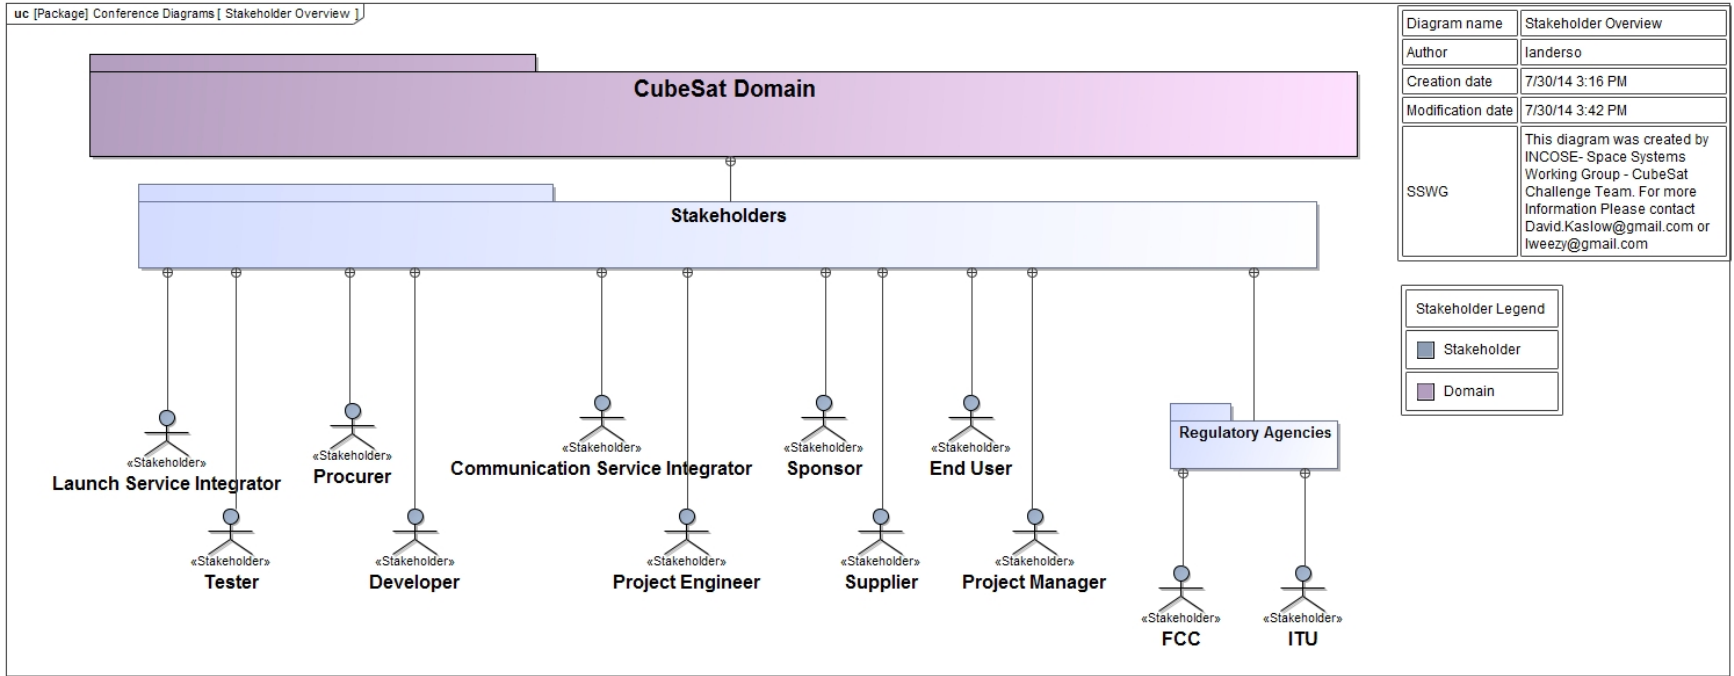 uc [Package] Conference Diagrams [ Stakeholder Overview ]
CubeSat Domain
Stakeholders
«Stakeholder»
Launch Service Integrator
«Stakeholder»
Procurer
«Stakeholder»
Communication Service Integrator
«Stakeholder»
Sponsor
«Stakeholder»
End User
Regulatory Agencies
«Stakeholder»
Tester
«Stakeholder»
Developer
«Stakeholder»
Project Engineer
«Stakeholder»
Supplier
«Stakeholder»
Project Manager
«Stakeholder»
FCC
«Stakeholder»
ITU
Diagram name Stakeholder Overview
Author landerso
Creation date 7/30/14 3:16 PM
Modification date 7/30/14 3:42 PM
SSWG
This diagram was created by
INCOSE- Space Systems
Working Group - CubeSat
Challenge Team. For more
Information Please contact
David.Kaslow@gmail.com or
lweezy@gmail.com
Stakeholder Legend
Stakeholder
Domain